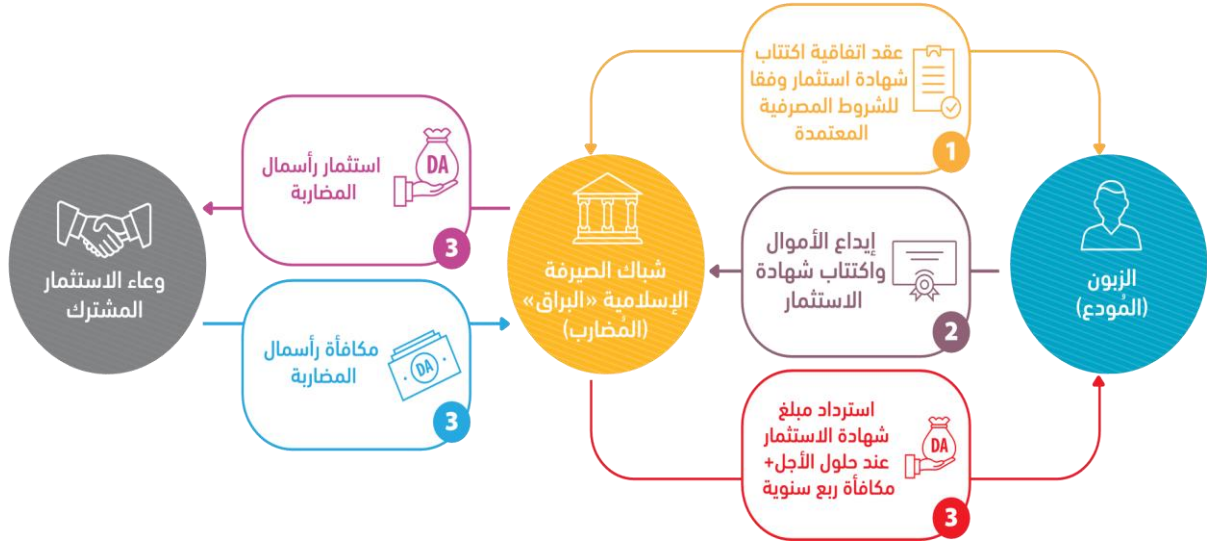 عقد اتفاقية اكتتاب
شهادة استثمار وفقا
للشروط المصرفية
المعتمدة
1
الزبون
(المُودع)
إيداع الأموال
واكتتاب شهادة
الاستثمار
2
استرداد مبلغ
شهادة الاستثمار
عند حلول الأجل+
مكافأة ربع سنوية
DA
3
شباك الصيرفة
الإسلامية «البراق»
(المُضارب)
DA
استثمار رأسمال
المضاربة
3
DA
مكافأة رأسمال
المضاربة
3
وعاء الاستثمار
المشترك